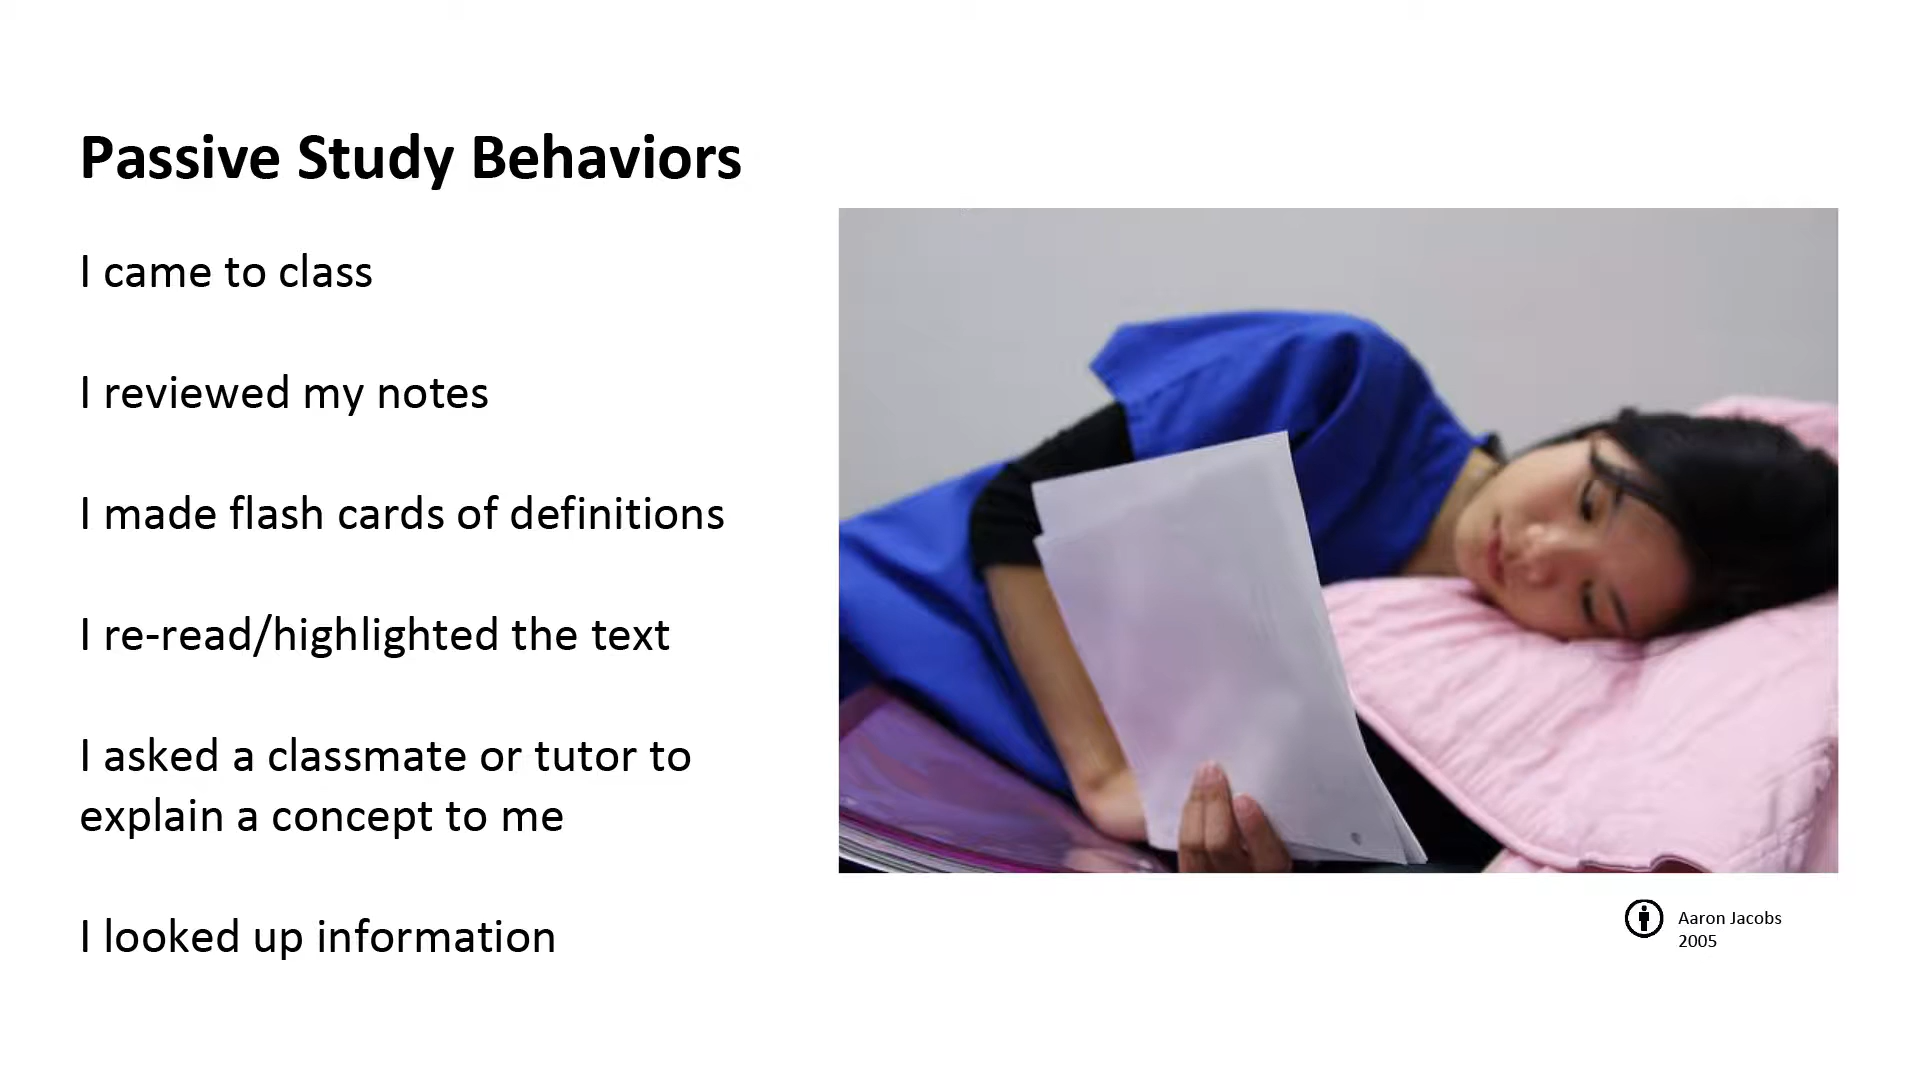 Passive Study Behaviors
I came to class
I reviewed my notes
I made flash cards of definitions
I re-read/highlighted the text
I asked a classmate or tutor to
explain a concept to me
I looked up information
Aaron Jacobs
2005